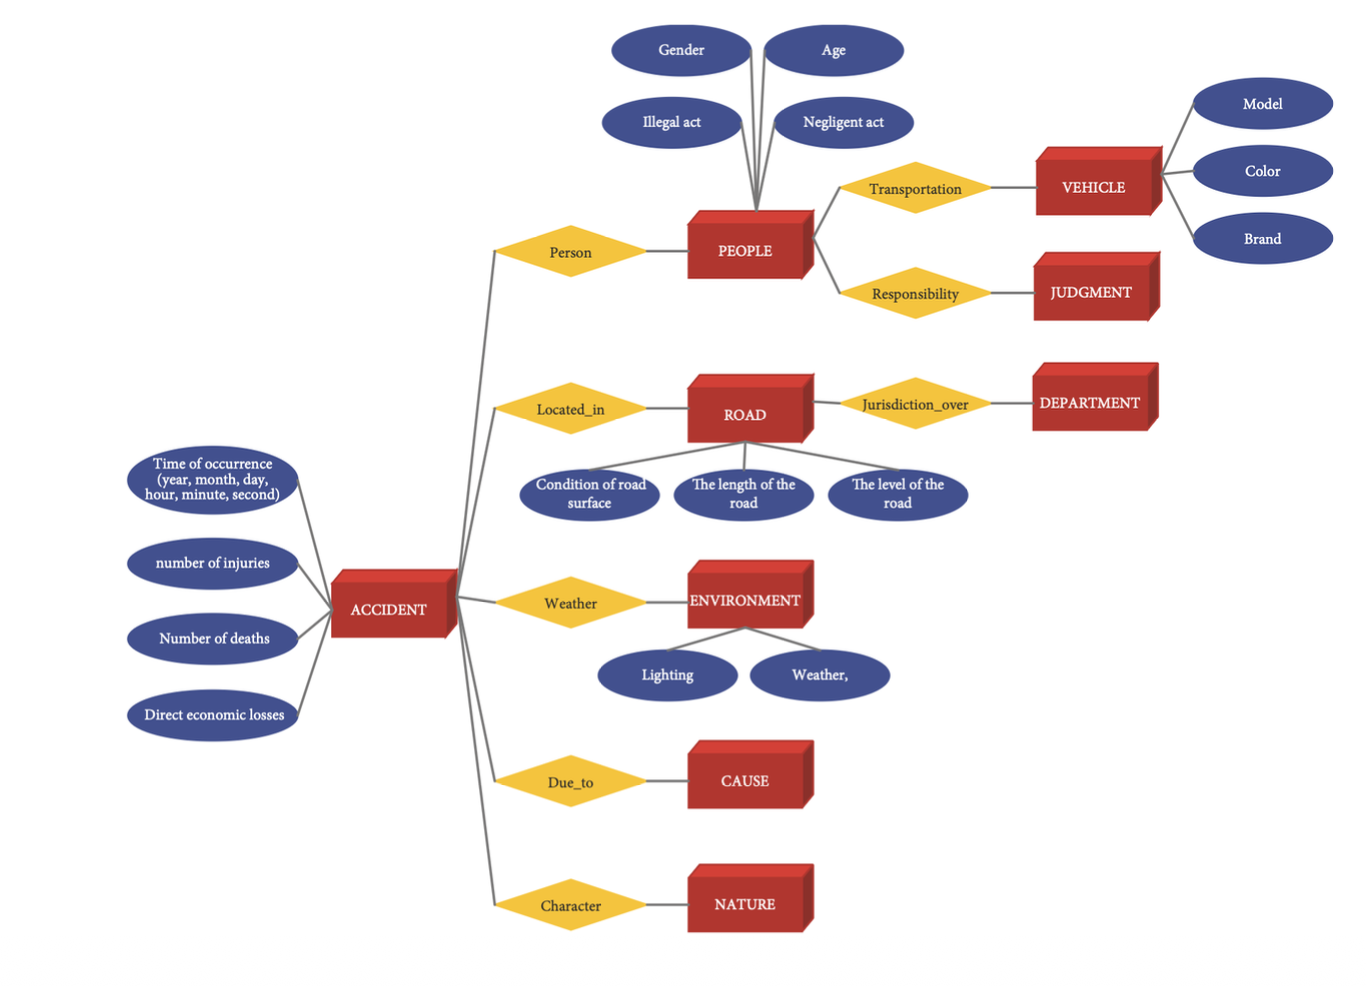 Gender
Age
Illegal act
Negligent act
Model
Color
Brand
Transportation
VEHICLE
Person
PEOPLE
Responsibility
JUDGMENT
Located_in
ROAD
Jurisdiction_over
DEPARTMENT
Condition of road
surface
The length of the
road
The level of the
road
Time of occurrence
(year, month, day,
hour, minute, second)
number of injuries
Number of deaths
Direct economic losses
ACCIDENT
Weather
ENVIRONMENT
Lighting
Weather,
Due_to
CAUSE
Character
NATURE